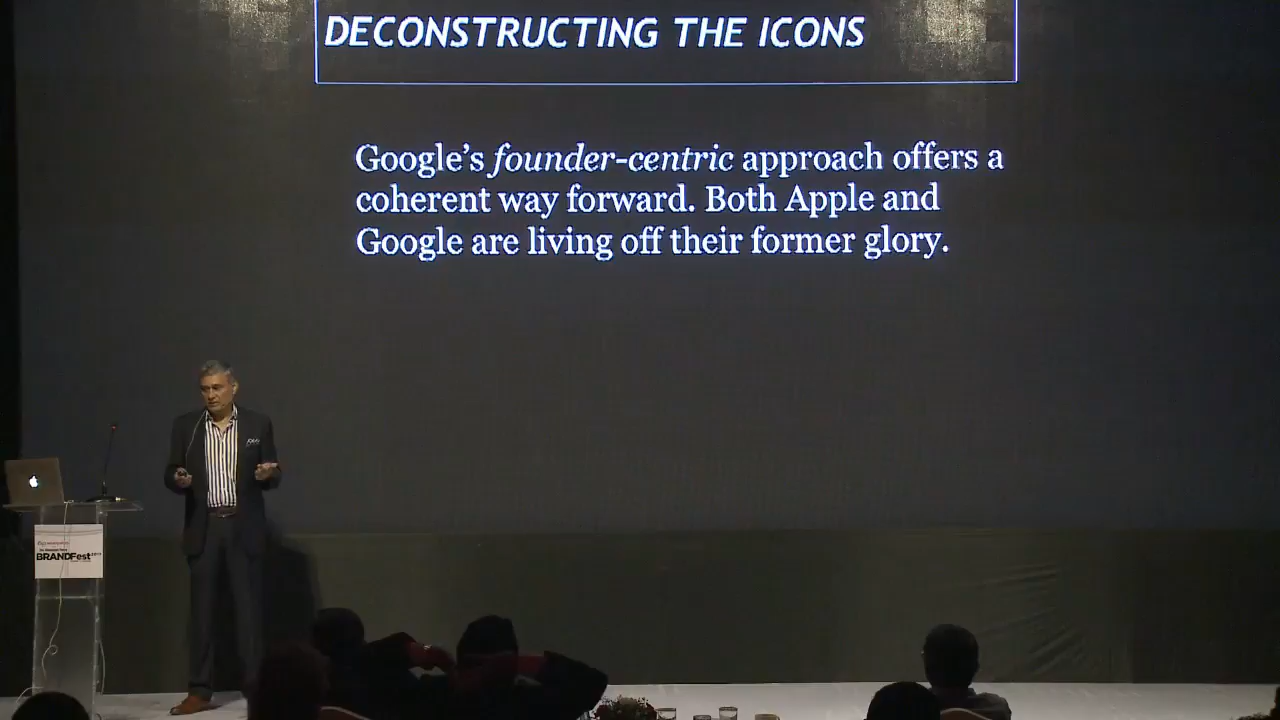 DECONSTRUCTING THE ICONS
Google's founder-centric approach offers a
coherent way forward. Both Apple and
Google are living off their former glory.
BRANDFest